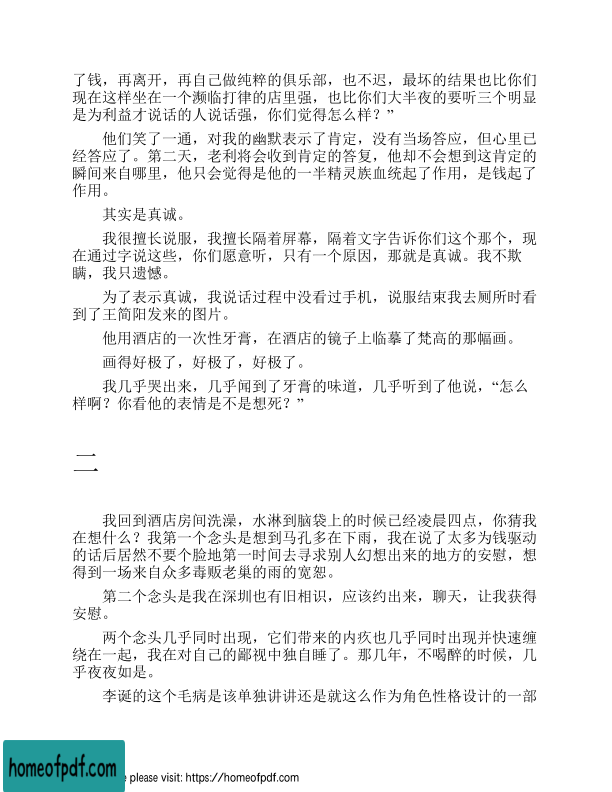 了钱，再离开，再自己做纯粹的俱乐部，也不迟，最坏的结果也比你们
现在这样坐在一个濒临打律的店里强，也比你们大半夜的要听三个明显
是为利益才说话的人说话强，你们觉得怎么样？”
他们笑了一通，对我的幽默表示了肯定，没有当场答应，但心里已
经答应了。第二天，老利将会收到肯定的答复，他却不会想到这肯定的
瞬间来自哪里，他只会觉得是他的一半精灵族血统起了作用，是钱起了
作用。
其实是真诚。
我很擅长说服，我擅长隔着屏幕，隔着文字告诉你们这个那个，现
在通过字说这些，你们愿意听，只有一个原因，那就是真诚。我不欺
瞒，我只遗憾。
为了表示真诚，我说话过程中没看过手机，说服结束我去厕所时看
到了王简阳发来的图片。
他用酒店的一次性牙膏，在酒店的镜子上临摹了梵高的那幅画。
画得好极了，好极了，好极了。
我几乎哭出来，几乎闻到了牙膏的味道，几乎听到了他说，“怎么
样啊？你看他的表情是不是想死？”
二
我回到酒店房间洗澡，水淋到脑袋上的时候已经凌晨四点，你猜我
在想什么？我第一个念头是想到马孔多在下雨，我在说了太多为钱驱动
的话后居然不要个脸地第一时间去寻求别人幻想出来的地方的安慰，想
得到一场来自众多毒贩老巢的雨的宽恕。
第二个念头是我在深圳也有旧相识，应该约出来，聊天，让我获得
安慰。
两个念头几乎同时出现，它们带来的内疚也几乎同时出现并快速缠
绕在一起，我在对自己的鄙视中独自睡了。那几年，不喝醉的时候，几
乎夜夜如是。
李诞的这个毛病是该单独讲讲还是就这么作为角色性格设计的一部
homeofpdf.com
e please visit: https://homeofpdf.com